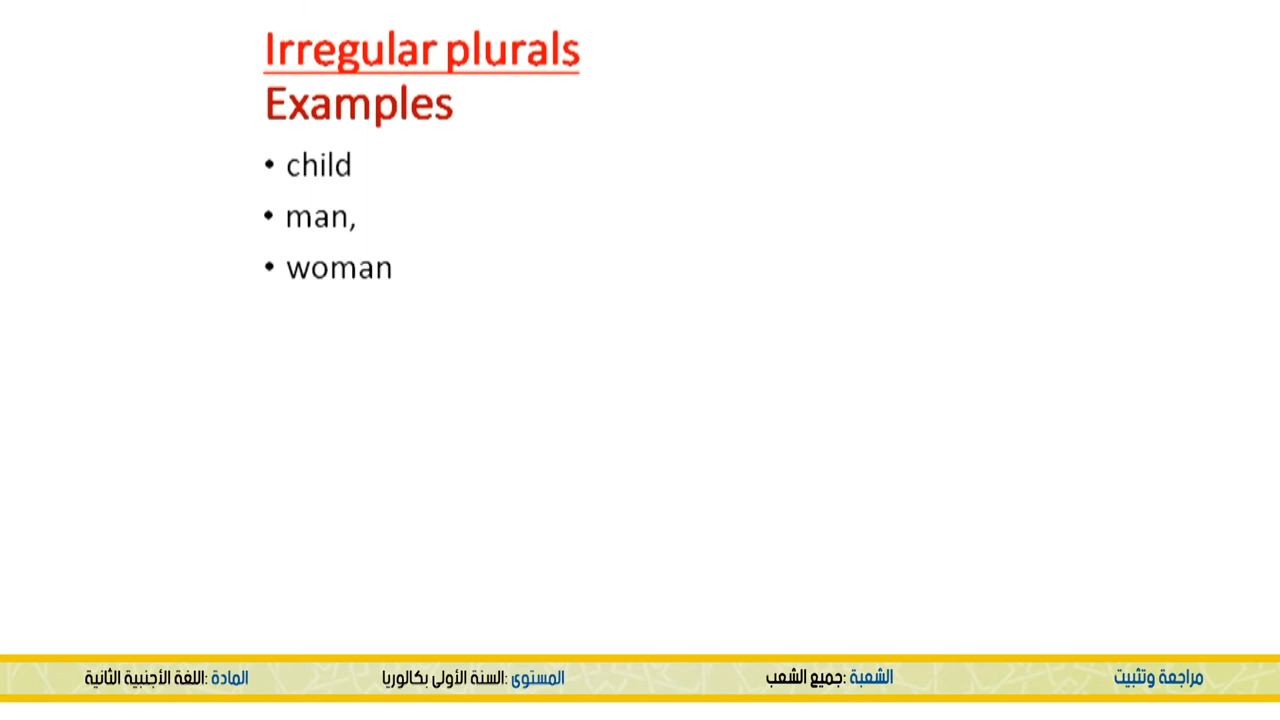 Irregular plurals
Examples
• child
• man,
• woman
مراجعة وتثبيت الشعبة :جميع الشعب المستوى :السنة الأولى بكالوريا المادة :اللغة الأجنبية الثانية